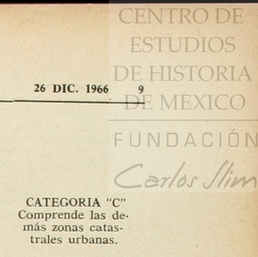 CENTRO DE
ESTUDIOS
DE HISTORIA
DE MEXICO
FUNDACIÓN
Carlos Slim
26 DIC. 1966 9
CATEGORIA "C"
Comprende las de-
más zonas catas-
trales urbanas.